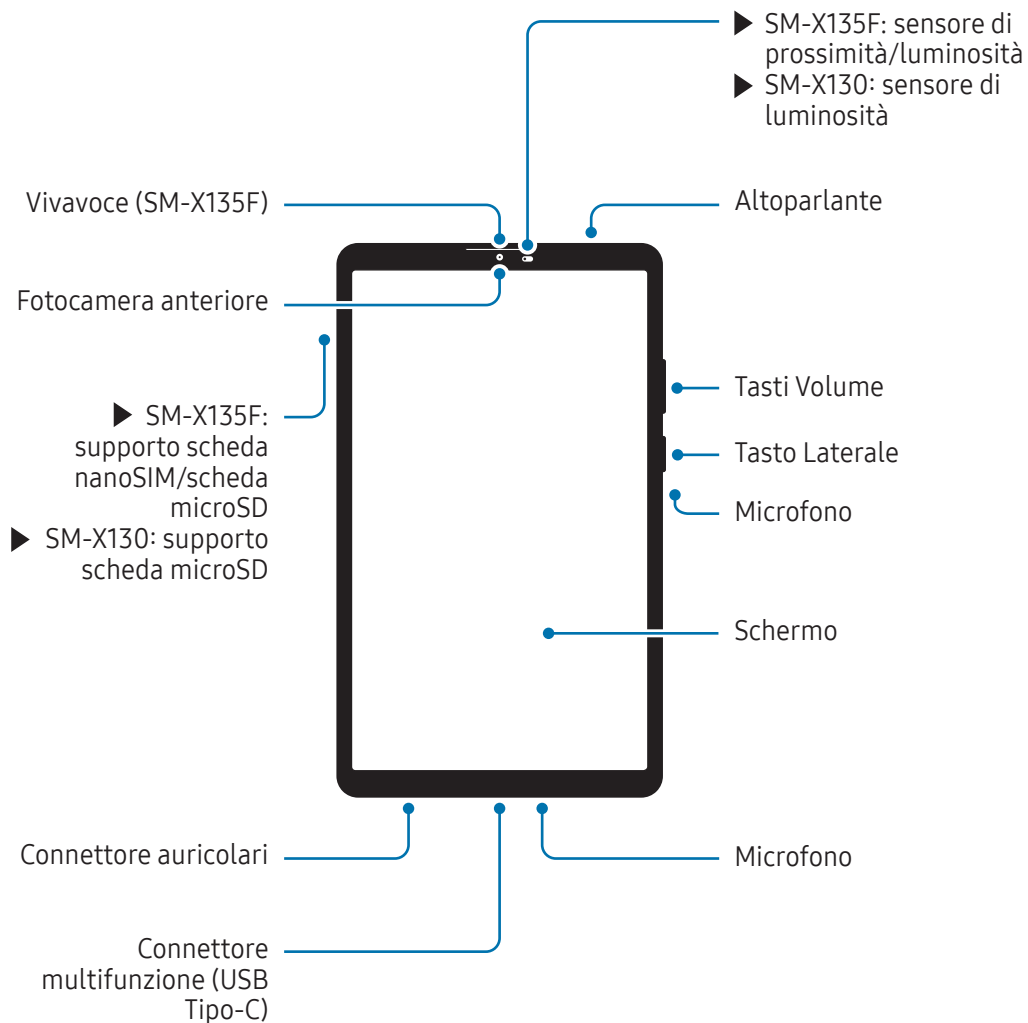 ▶ SM-X135F: sensore di
prossimità/luminosità
▶ SM-X130: sensore di
luminosità
Vivavoce (SM-X135F)
Altoparlante
Fotocamera anteriore
Tasti Volume
▶ SM-X135F:
supporto scheda
nanoSIM/scheda
microSD
▶ SM-X130: supporto
scheda microSD
Tasto Laterale
Microfono
Schermo
Connettore auricolari
Microfono
Connettore
multifunzione (USB
Tipo-C)